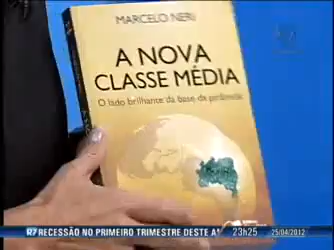 MARCELO NERI
A NOVA
CLASSE MÉDIA
O lado brilhante da base da pirâmide
R7 RECESSÃO NO PRIMEIRO TRIMESTRE DESTE A 23h25 25/04/2012